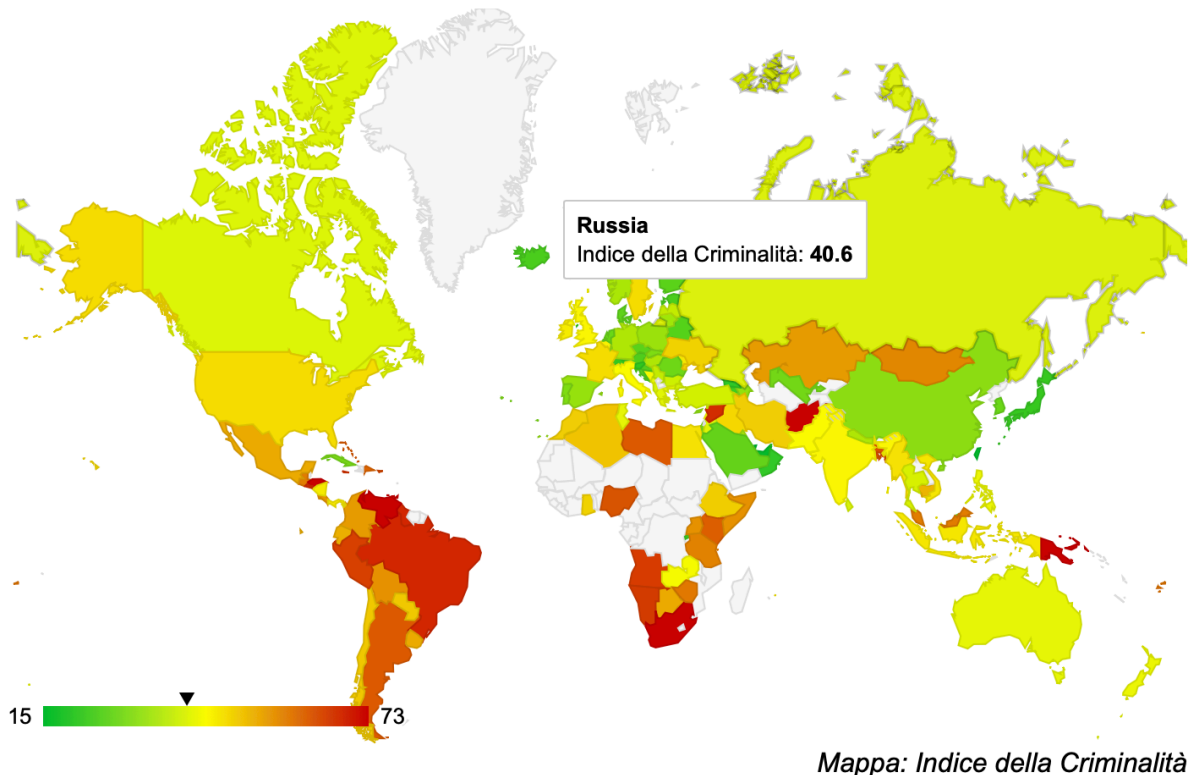 Russia
Indice della Criminalità: 40.6
15
73
Mappa: Indice della Criminalità